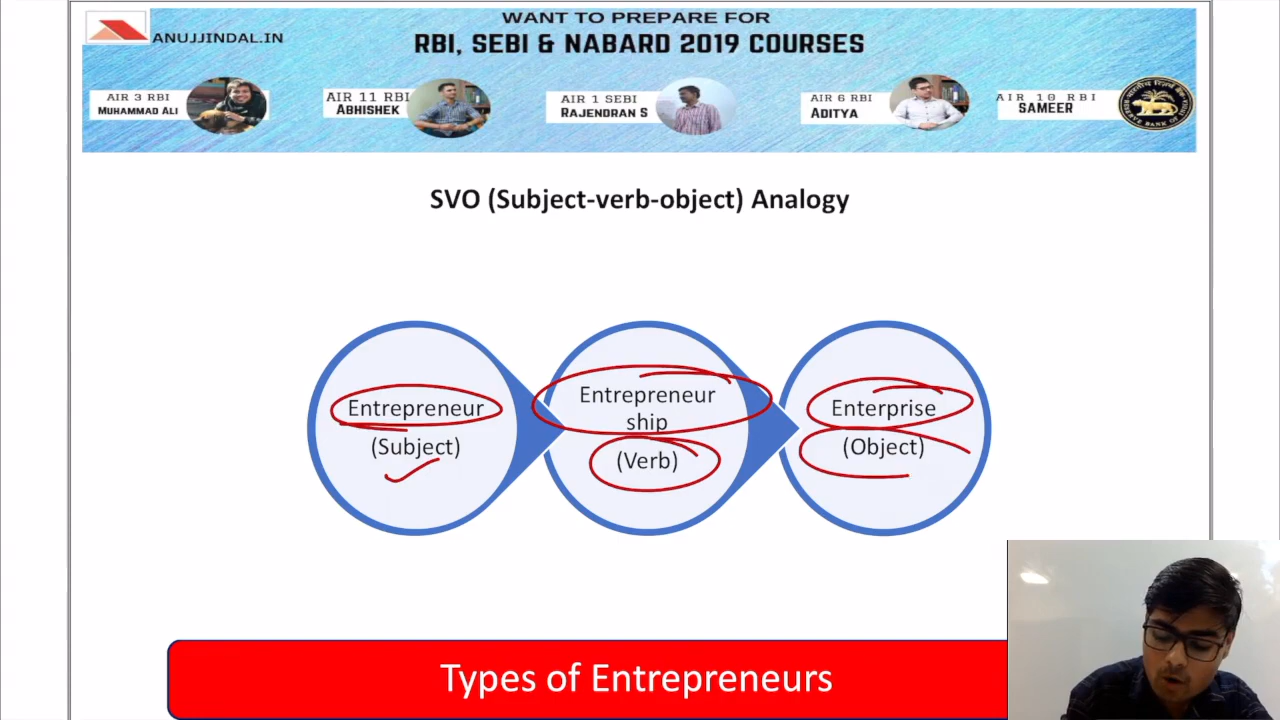 WANT TO PREPARE FOR
ANUJJINDAL.IN
RBI, SEBI & NABARD 2019 COURSES
AIR 3 RBI
MUHAMMAD ALI
AIR 11 RBI
ABHISHEK
AIR 1 SEBI
RAJENDRAN S
AIR 6 RBI
ADITYA
AIR 10 RBI
SAMEER
SVO (Subject-verb-object) Analogy
Entrepreneur
(Subject)
Entrepreneur
ship
(Verb)
Enterprise
(Object)
Types of Entrepreneurs